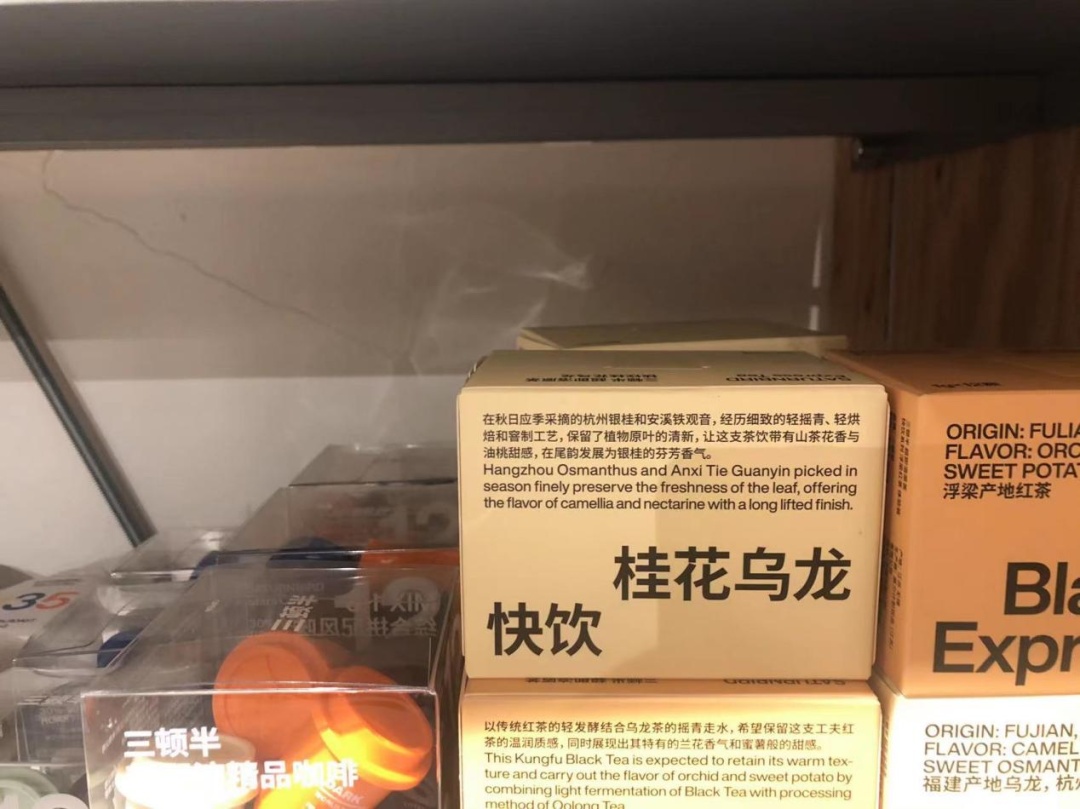 SATURNBIRD
在秋日应季采摘的杭州银桂和安溪铁观音,经历细致的轻摇青、轻烘
焙和窨制工艺,保留了植物原叶的清新,让这支茶饮带有山茶花香与
油桃甜感,在尾韵发展为银桂的芬芳香气。
Hangzhou Osmanthus and Anxi Tie Guanyin picked in
season finely preserve the freshness of the leaf, offering
the flavor of camellia and nectarine with a long lifted finish.
桂花乌龙
快饮
以传统红茶的轻发酵结合乌龙茶的摇青走水,希望保留这支工夫红
茶的温润质感,同时展现出其特有的兰花香气和蜜薯般的甜感。
This Kungfu Black Tea is expected to retain its warm tex-
ture and carry out the flavor of orchid and sweet potato by
combining light fermentation of Black Tea with processing
method of Oolong Tea
ORIGIN: FUJIA
FLAVOR: ORC
SWEET POTAT
浮梁产地红茶
Bla
Expr
ORIGIN: FUJIAN,
FLAVOR: CAMEL
SWEET OSMANT
福建产地乌龙,杭
35
三顿半
精品咖啡